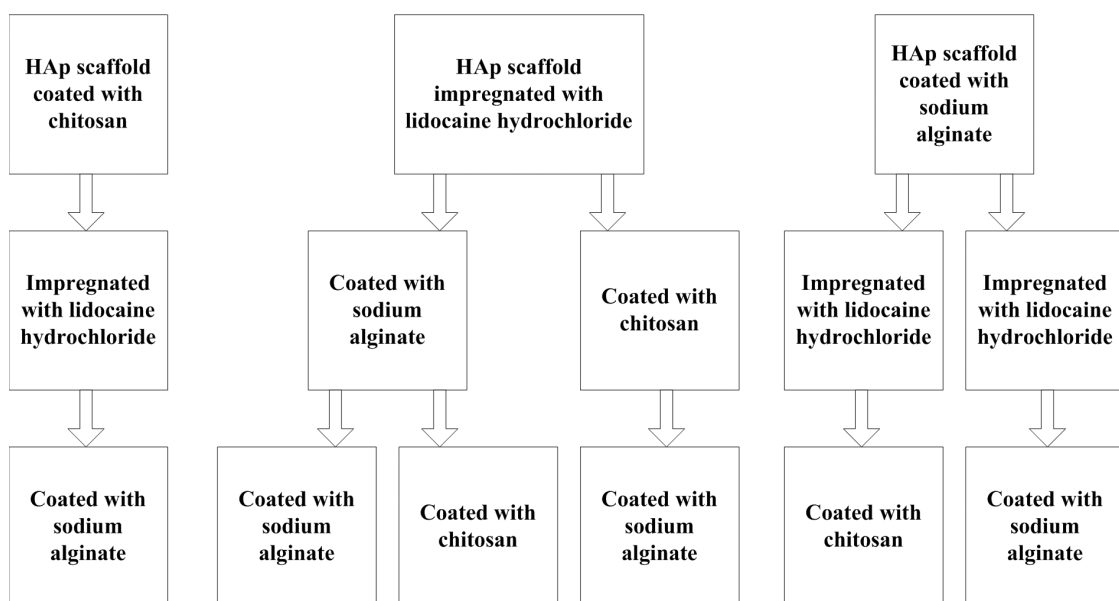 HAp scaffold
coated with
chitosan
HAp scaffold
impregnated with
lidocaine hydrochloride
HAp scaffold
coated with
sodium
alginate
Impregnated
with lidocaine
hydrochloride
Coated with
sodium
alginate
Coated with
chitosan
Impregnated
with lidocaine
hydrochloride
Impregnated
with lidocaine
hydrochloride
Coated with
sodium
alginate
Coated with
sodium
alginate
Coated with
chitosan
Coated with
sodium
alginate
Coated with
chitosan
Coated with
sodium
alginate